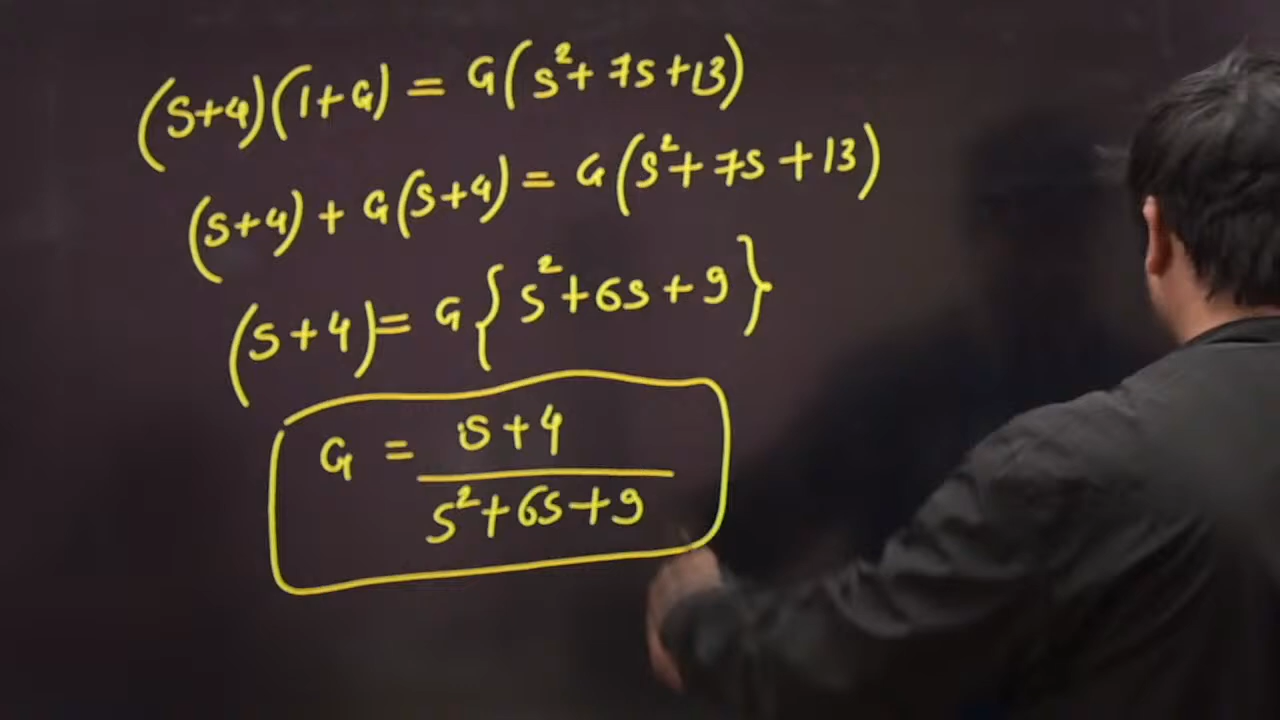 (S+4)(1+G) = G(S²+7S+13)
(S+4) + G(S+4) = G(S²+7S+13)
(S+4) = G{S²+6S+9}
G = S+4
S²+6S+9